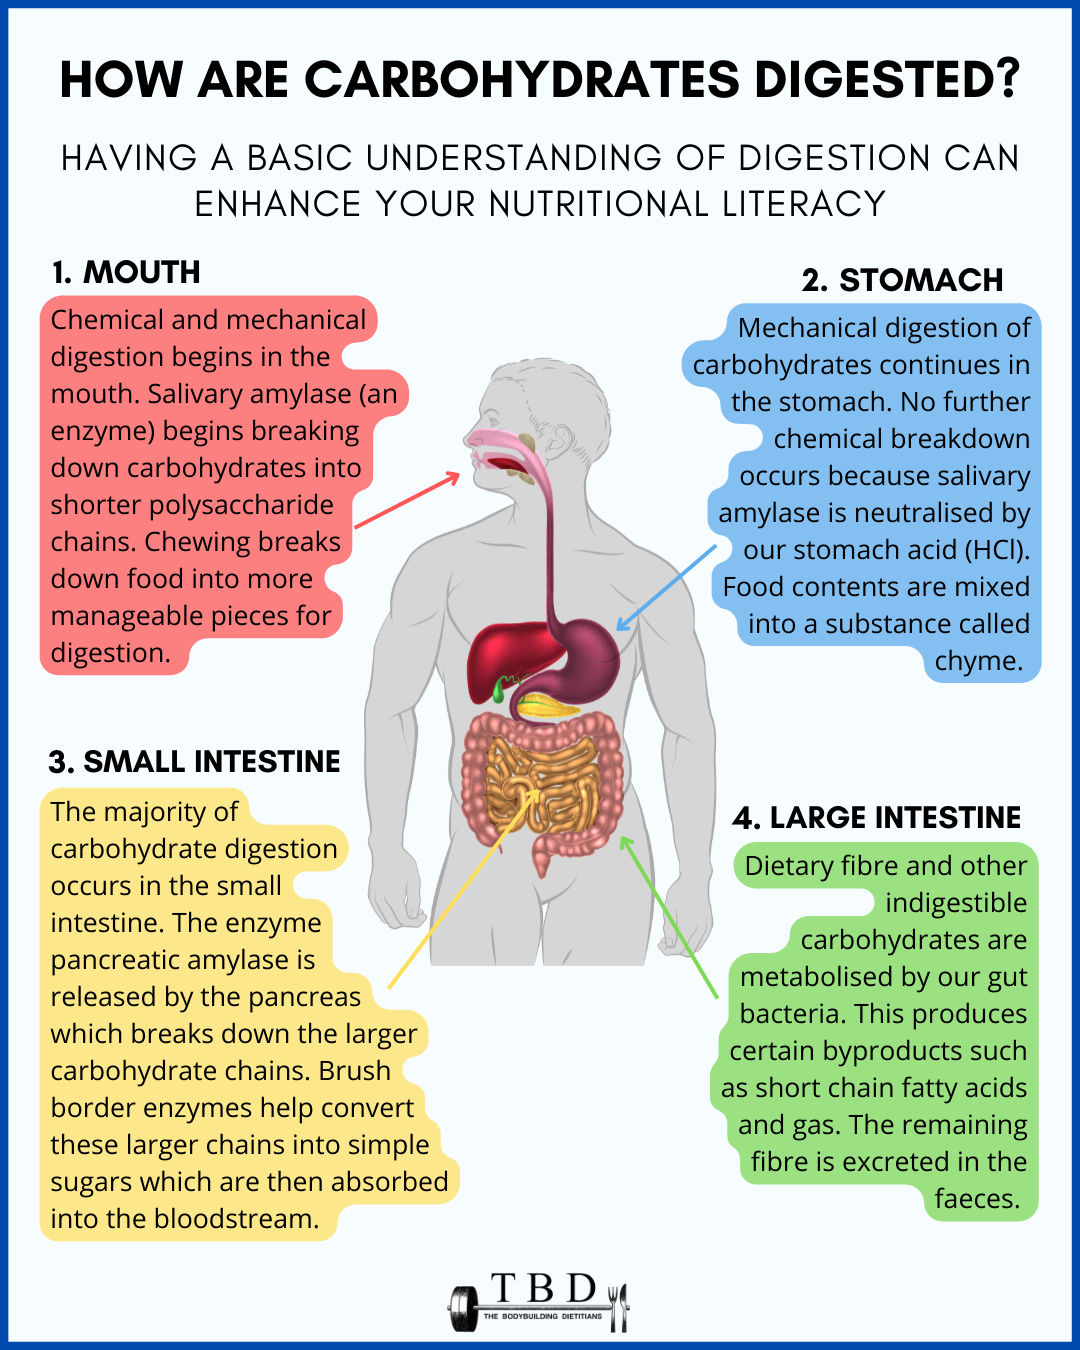 HOW ARE CARBOHYDRATES DIGESTED?
HAVING A BASIC UNDERSTANDING OF DIGESTION CAN
ENHANCE YOUR NUTRITIONAL LITERACY
1. MOUTH
Chemical and mechanical
digestion begins in the
mouth. Salivary amylase (an
enzyme) begins breaking
down carbohydrates into
shorter polysaccharide
chains. Chewing breaks
down food into more
manageable pieces for
digestion.
2. STOMACH
Mechanical digestion of
carbohydrates continues in
the stomach. No further
chemical breakdown
occurs because salivary
amylase is neutralised by
our stomach acid (HCl).
Food contents are mixed
into a substance called
chyme.
3. SMALL INTESTINE
The majority of
carbohydrate digestion
occurs in the small
intestine. The enzyme
pancreatic amylase is
released by the pancreas
which breaks down the larger
carbohydrate chains. Brush
border enzymes help convert
these larger chains into simple
sugars which are then absorbed
into the bloodstream.
4. LARGE INTESTINE
Dietary fibre and other
indigestible
carbohydrates are
metabolised by our gut
bacteria. This produces
certain byproducts such
as short chain fatty acids
and gas. The remaining
fibre is excreted in the
faeces.
TBD
THE BODYBUILDING DIETITIANS